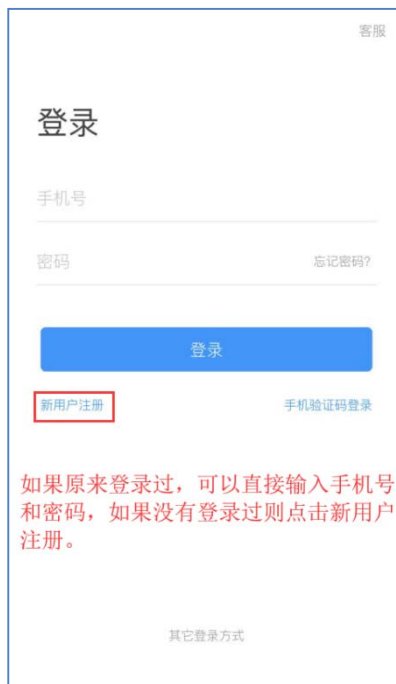 客服
登录
手机号
密码 忘记密码?
登录
新用户注册 手机验证码登录
如果原来登录过，可以直接输入手机号
和密码，如果没有登录过则点击新用户
注册。
其它登录方式